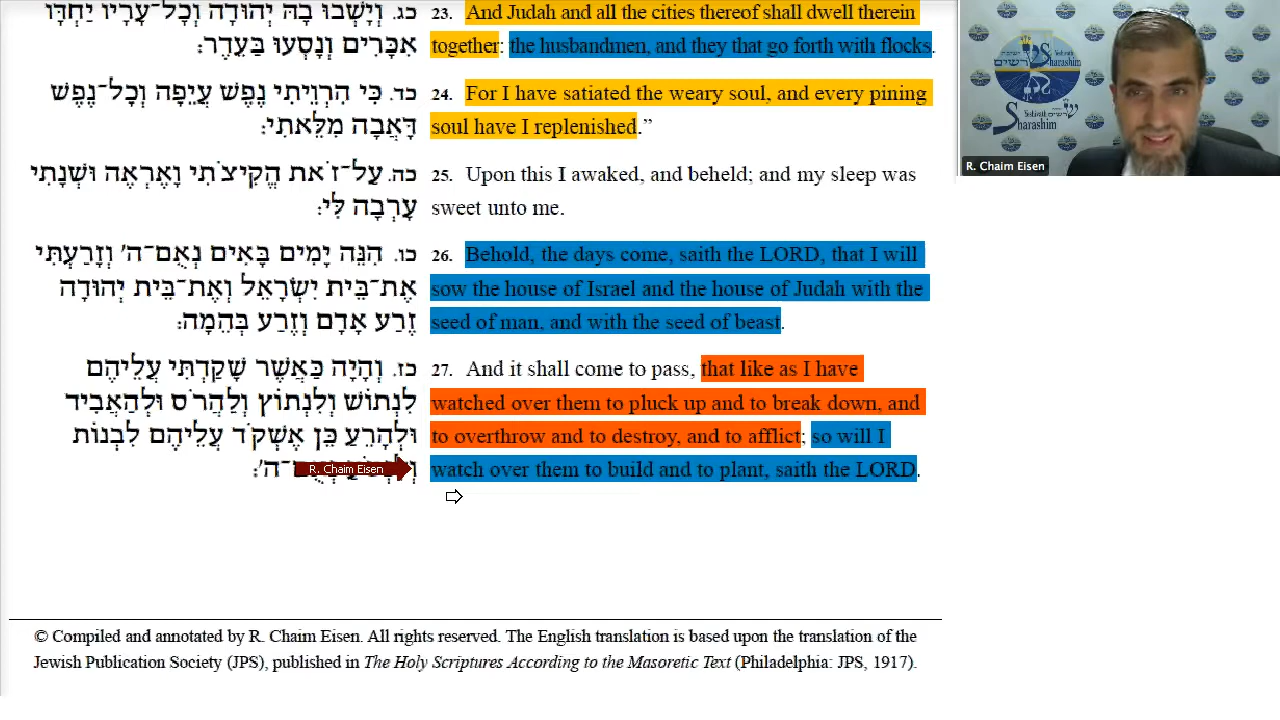 כג. וְיָשְׁבוּ בָהּ יְהוּדָה וְכָל־עָרָיו יַחְדָּו
אִכָּרִים וְנָסְעוּ בַּעֵדֶר:
23. And Judah and all the cities thereof shall dwell therein
together: the husbandmen, and they that go forth with flocks.
כד. כִּי הִרְוֵיתִי נֶפֶשׁ עֲיֵפָה וְכָל־נֶפֶשׁ
דָּאֲבָה מִלֵּאתִי:
24. For I have satiated the weary soul, and every pining
soul have I replenished.”
כה. עַל־זֹאת הֱקִיצֹתִי וָאֶרְאֶה וּשְׁנָתִי
עָרְבָה לִּי:
25. Upon this I awaked, and beheld; and my sleep was
sweet unto me.
כו. הִנֵּה יָמִים בָּאִים נְאֻם־ה' וְזָרַעְתִּי
אֶת־בֵּית יִשְׂרָאֵל וְאֶת־בֵּית יְהוּדָה
זֶרַע אָדָם וְזֶרַע בְּהֵמָה:
26. Behold, the days come, saith the LORD, that I will
sow the house of Israel and the house of Judah with the
seed of man, and with the seed of beast.
כז. וְהָיָה כַּאֲשֶׁר שָׁקַדְתִּי עֲלֵיהֶם
לִנְתוֹשׁ וְלִנְתוֹץ וְלַהֲרֹס וּלְהַאֲבִיד
וּלְהָרֵעַ כֵּן אֶשְׁקֹד עֲלֵיהֶם לִבְנוֹת
ה':
R. Chaim Eisen
27. And it shall come to pass, that like as I have
watched over them to pluck up and to break down, and
to overthrow and to destroy, and to afflict; so will I
watch over them to build and to plant, saith the LORD.
© Compiled and annotated by R. Chaim Eisen. All rights reserved. The English translation is based upon the translation of the
Jewish Publication Society (JPS), published in The Holy Scriptures According to the Masoretic Text (Philadelphia: JPS, 1917).
Yeshivath
Sharashim
שרשים
Yeshivath
Sharashim
R. Chaim Eisen